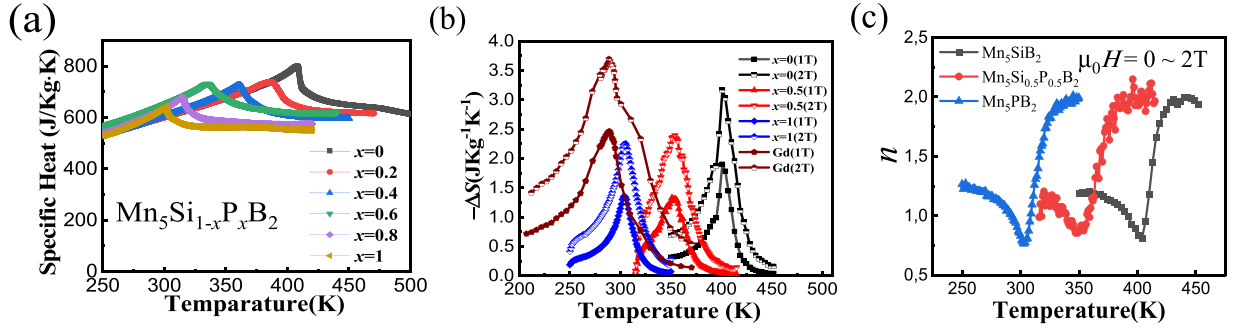 (a)
Specific Heat (J/Kg·K)
800
600
400
200
0
x=0
x=0.2
x=0.4
x=0.6
x=0.8
x=1
Mn5Si1-xPxB2
250 300 350 400 450 500
Temparature(K)
(b)
−ΔS(JKg-1K-1)
4.0
3.5
3.0
2.5
2.0
1.5
1.0
0.5
0.0
x=0(1T)
x=0(2T)
x=0.5(1T)
x=0.5(2T)
x=1(1T)
x=1(2T)
Gd(1T)
Gd(2T)
200 250 300 350 400 450 500
Temperature (K)
(c)
n
2,5
2,0
1,5
1,0
0,5
Mn5SiB2
Mn5Si0.5P0.5B2
Mn5PB2
μ0H = 0 ~ 2T
250 300 350 400 450
Temperature(K)